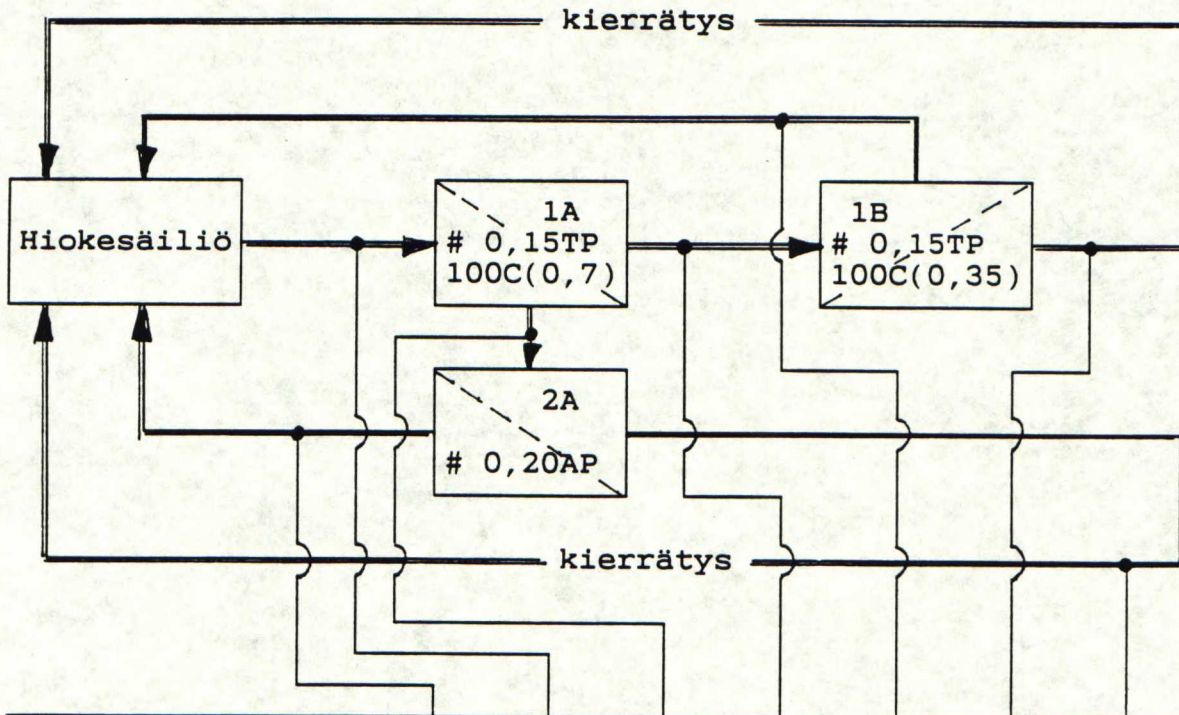 kierrätys
Hiokesäiliö
1A
# 0,15TP
100C(0,7)
1B
# 0,15TP
100C(0,35)
2A
# 0,20AP
kierrätys